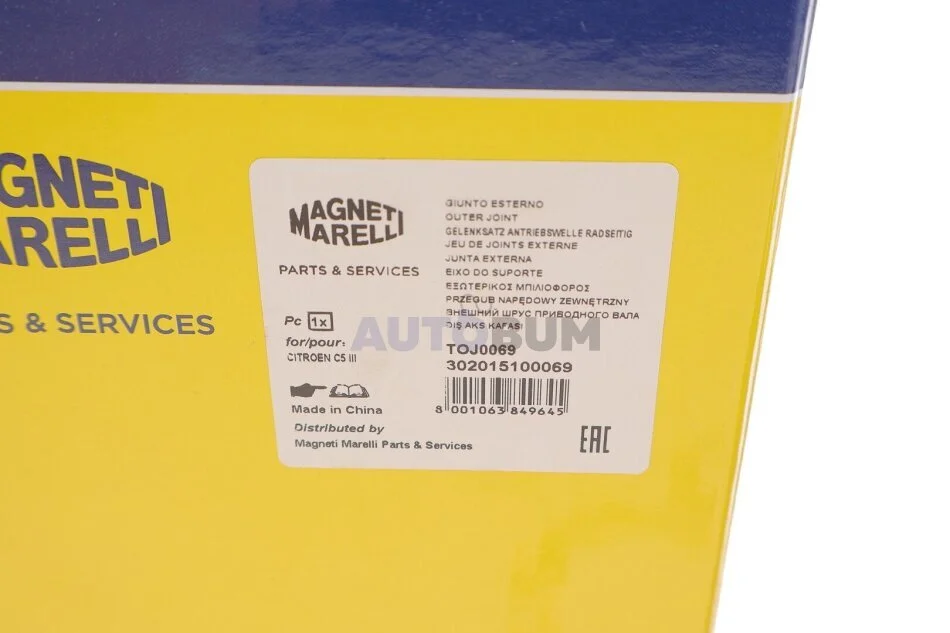 GNETI
ARELLI
S & SERVICES
MAGNETI
MARELLI
PARTS & SERVICES
Pc 1x
for/pour:
CITROEN C5 III
Made in China
Distributed by
Magneti Marelli Parts & Services
GIUNTO ESTERNO
OUTER JOINT
GELENKSATZ ANTRIEBSWELLE RADSEITIG
JEU DE JOINTS EXTERNE
JUNTA EXTERNA
EIXO DO SUPORTE
ΕΞΩΤΕΡΙΚΟΣ ΜΠΙΛΙΟΦΟΡΟΣ
PRZEGUB NAPĘDOWY ZEWNĘTRZNY
ВНЕШНИЙ ШРУС ПРИВОДНОГО ВАЛА
DIŞ AKS KAFASI
TOJ0069
302015100069
8 001063 849645
EAC
AUTOBUM